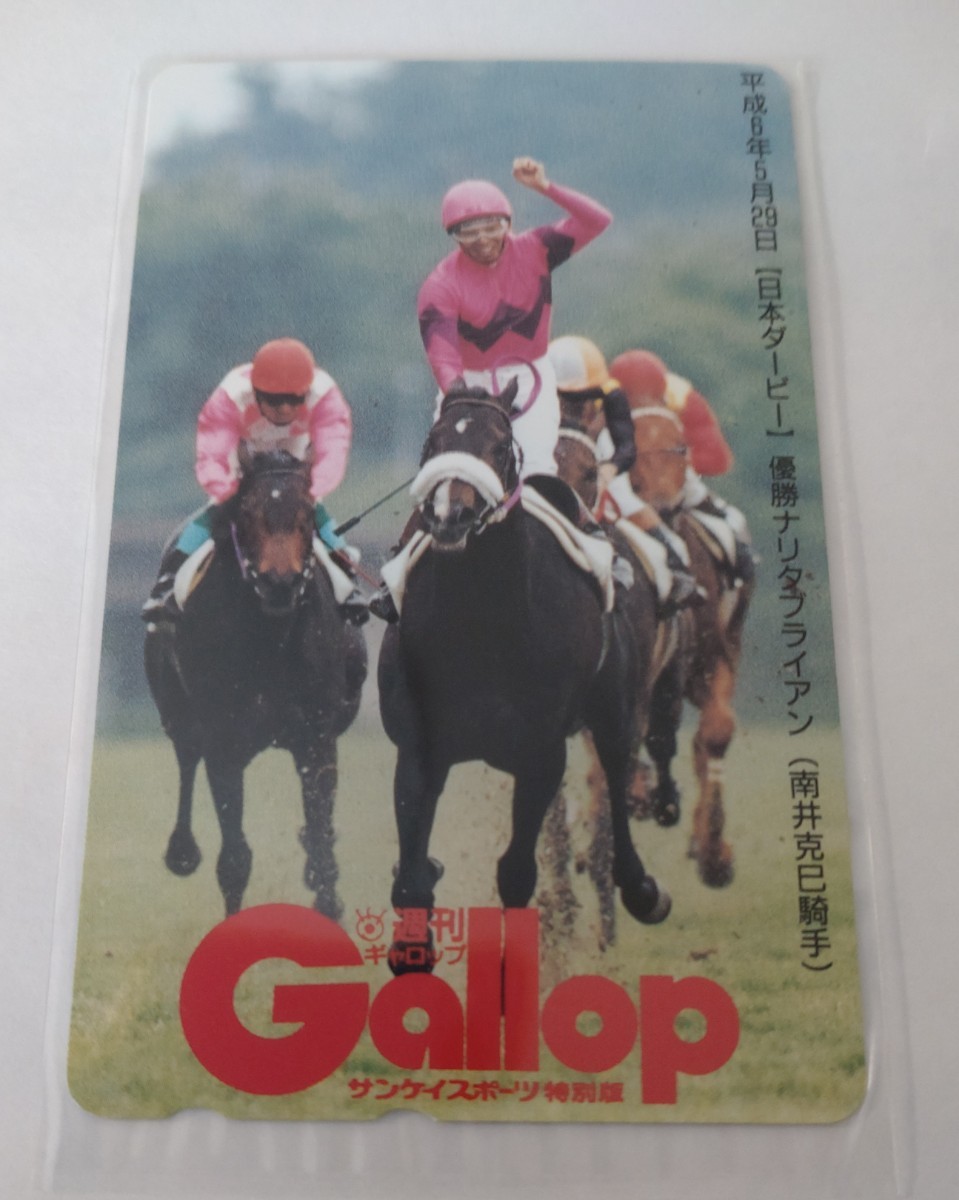 平成6年5月29日【日本ダービー】優勝ナリタブライアン(南井克巳騎手)
週刊
ギャロップ
Gallop
サンケイスポーツ特別版